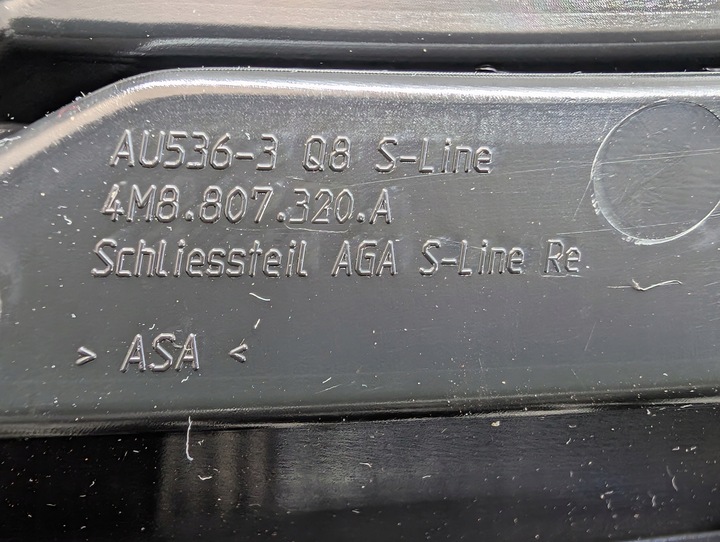 AU536-3 Q8 S-Line
4M8.807.320.A
Schliessteil AGA S-Line Re
> ASA <